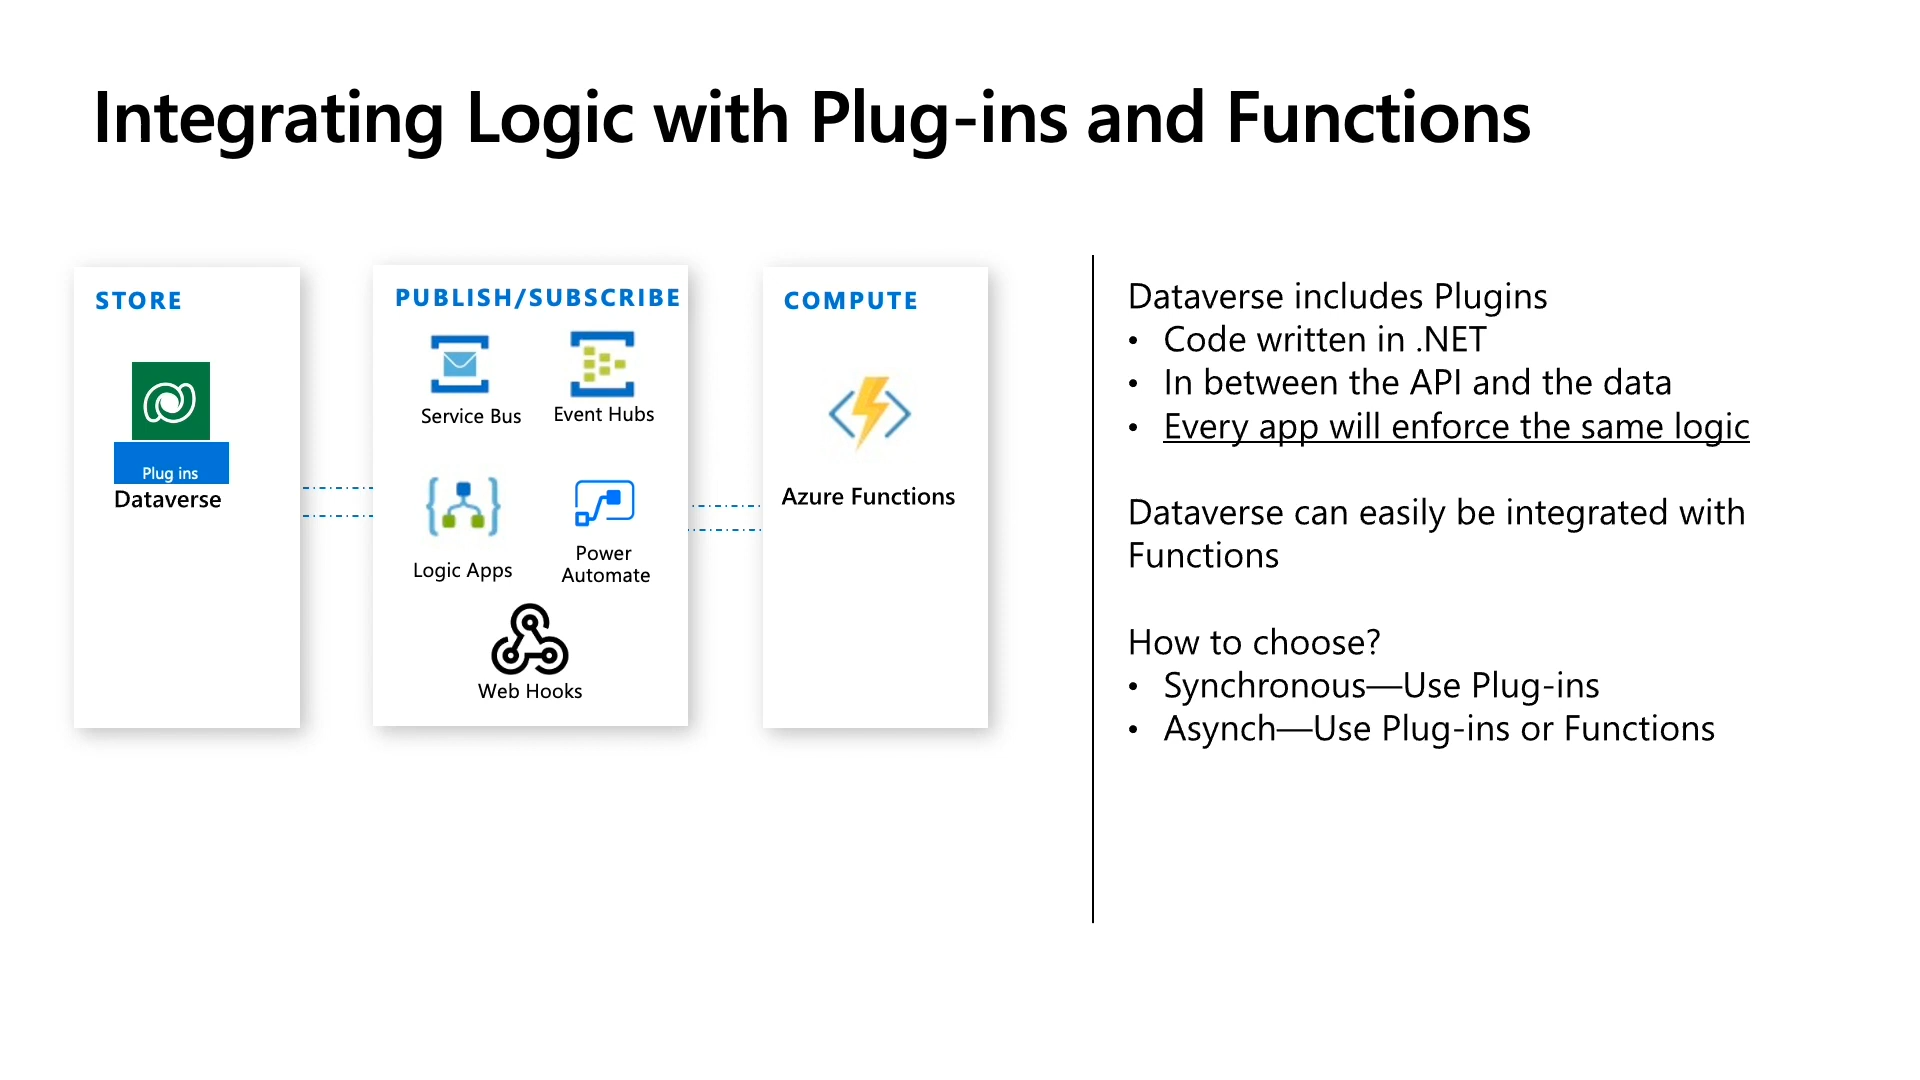 Integrating Logic with Plug-ins and Functions
STORE
Plug ins
Dataverse
PUBLISH/SUBSCRIBE
Service Bus
Event Hubs
Logic Apps
Power
Automate
Web Hooks
COMPUTE
Azure Functions
Dataverse includes Plugins
• Code written in .NET
• In between the API and the data
• Every app will enforce the same logic
Dataverse can easily be integrated with
Functions
How to choose?
• Synchronous—Use Plug-ins
• Asynch—Use Plug-ins or Functions